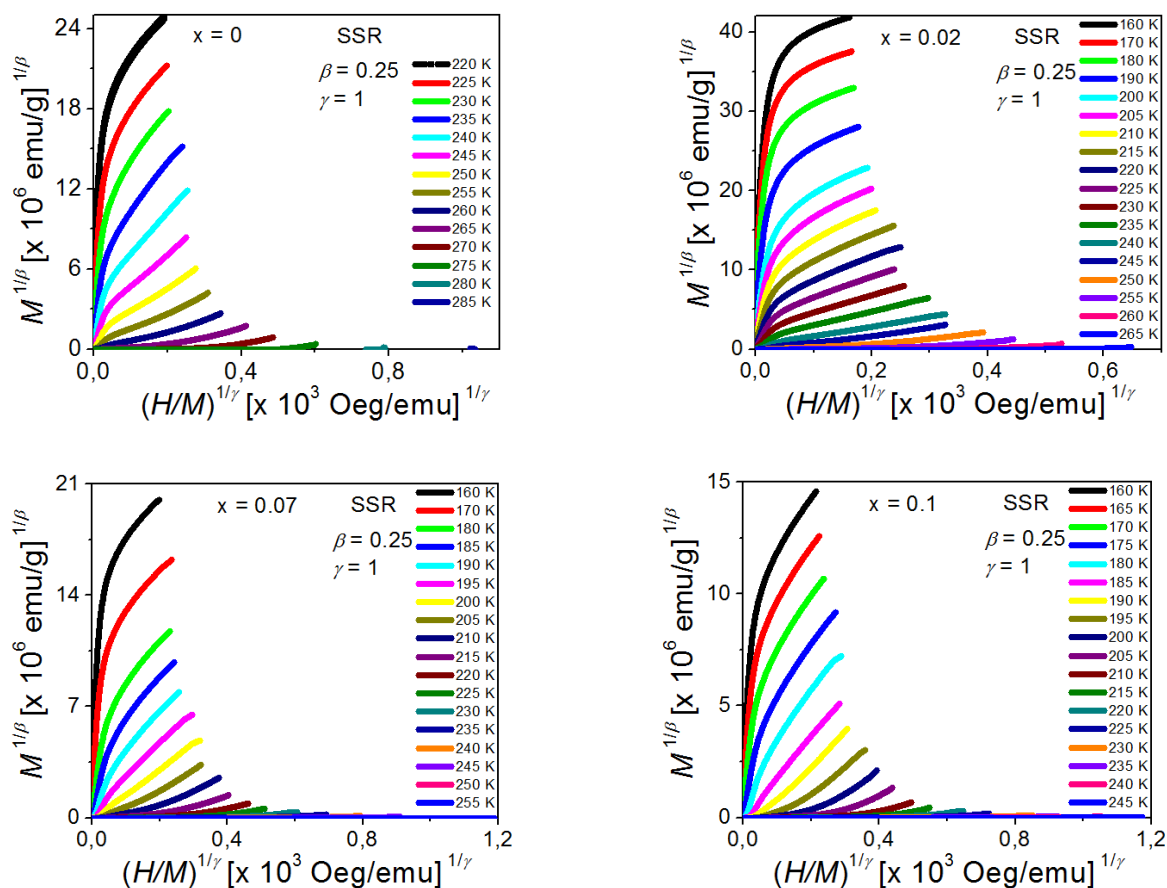 x = 0 SSR
β = 0.25
γ = 1
220 K
225 K
230 K
235 K
240 K
245 K
250 K
255 K
260 K
265 K
270 K
275 K
280 K
285 K
24
18
12
6
0
M^1/β [x 10^6 emu/g]^1/β
0,0 0,4 0,8
(H/M)^1/γ [x 10^3 Oeg/emu]^1/γ
x = 0.02 SSR
β = 0.25
γ = 1
160 K
170 K
180 K
190 K
200 K
205 K
210 K
215 K
220 K
225 K
230 K
235 K
240 K
245 K
250 K
255 K
260 K
265 K
40
30
20
10
0
M^1/β [x 10^6 emu/g]^1/β
0,0 0,2 0,4 0,6
(H/M)^1/γ [x 10^3 Oeg/emu]^1/γ
x = 0.07 SSR
β = 0.25
γ = 1
160 K
170 K
180 K
185 K
190 K
195 K
200 K
205 K
210 K
215 K
220 K
225 K
230 K
235 K
240 K
245 K
250 K
255 K
21
14
7
0
M^1/β [x 10^6 emu/g]^1/β
0,0 0,4 0,8 1,2
(H/M)^1/γ [x 10^3 Oeg/emu]^1/γ
x = 0.1 SSR
β = 0.25
γ = 1
160 K
165 K
170 K
175 K
180 K
185 K
190 K
195 K
200 K
205 K
210 K
215 K
220 K
225 K
230 K
235 K
240 K
245 K
15
10
5
0
M^1/β [x 10^6 emu/g]^1/β
0,0 0,4 0,8 1,2
(H/M)^1/γ [x 10^3 Oeg/emu]^1/γ